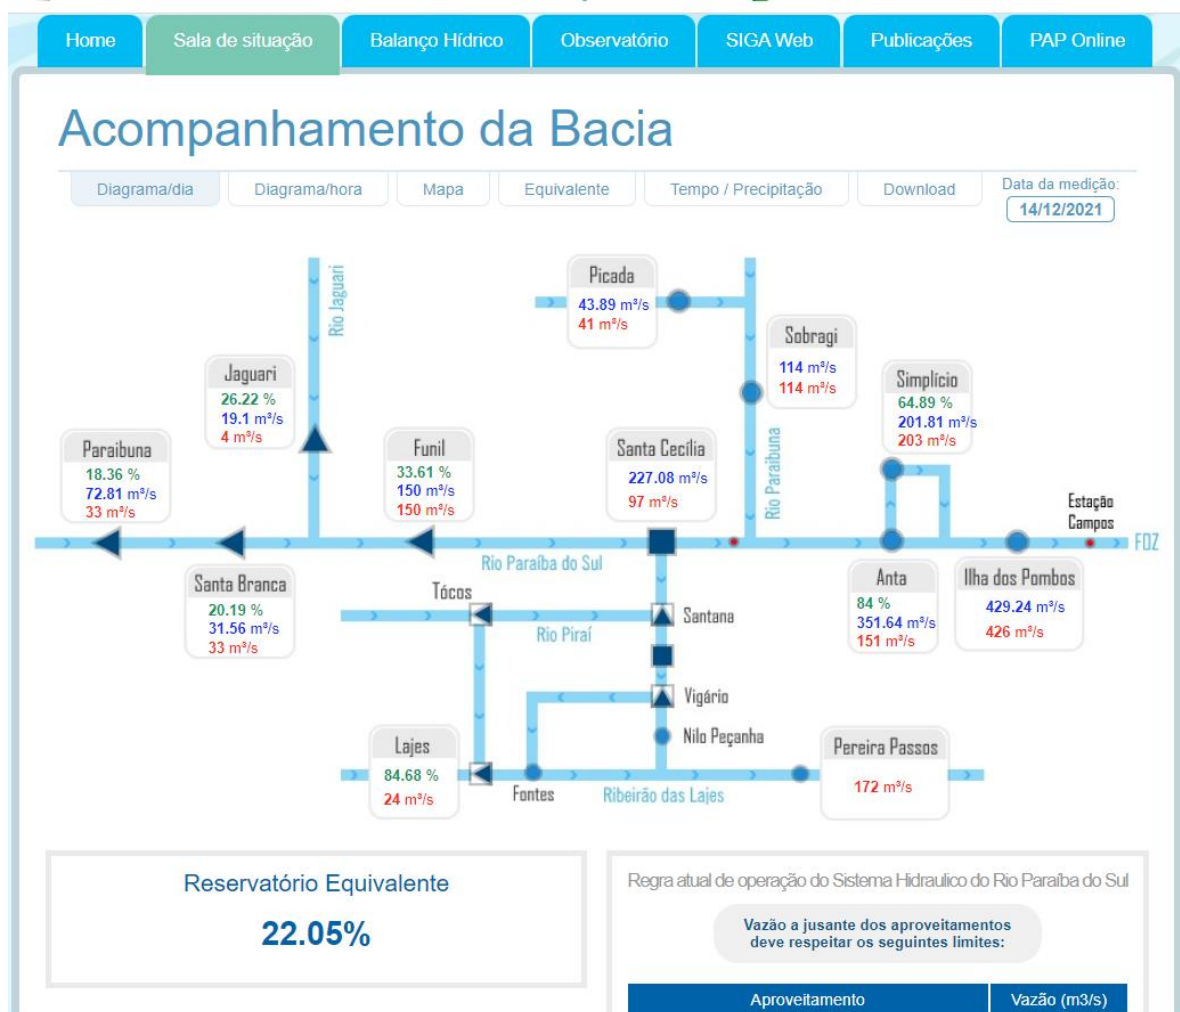 Home
Sala de situação
Balanço Hídrico
Observatório
SIGA Web
Publicações
PAP Online
Acompanhamento da Bacia
Diagrama/dia
Diagrama/hora
Mapa
Equivalente
Tempo / Precipitação
Download
Data da medição:
14/12/2021
Rio Jaguari
Picada
43.89 m³/s
41 m³/s
Sobragi
114 m³/s
114 m³/s
Jaguari
26.22 %
19.1 m³/s
4 m³/s
Simplício
64.89 %
201.81 m³/s
203 m³/s
Paraibuna
18.36 %
72.81 m³/s
33 m³/s
Funil
33.61 %
150 m³/s
150 m³/s
Santa Cecília
227.08 m³/s
97 m³/s
Rio Paraibuna
Estação
Campos
FOZ
Rio Paraíba do Sul
Santa Branca
20.19 %
31.56 m³/s
33 m³/s
Tócos
Rio Piraí
Santana
Anta
84 %
351.64 m³/s
151 m³/s
Ilha dos Pombos
429.24 m³/s
426 m³/s
Vigário
Nilo Peçanha
Lajes
84.68 %
24 m³/s
Fontes
Ribeirão das Lajes
Pereira Passos
172 m³/s
Reservatório Equivalente
22.05%
Regra atual de operação do Sistema Hidraulico do Rio Paraíba do Sul
Vazão a jusante dos aproveitamentos
deve respeitar os seguintes limites:
Aproveitamento
Vazão (m3/s)